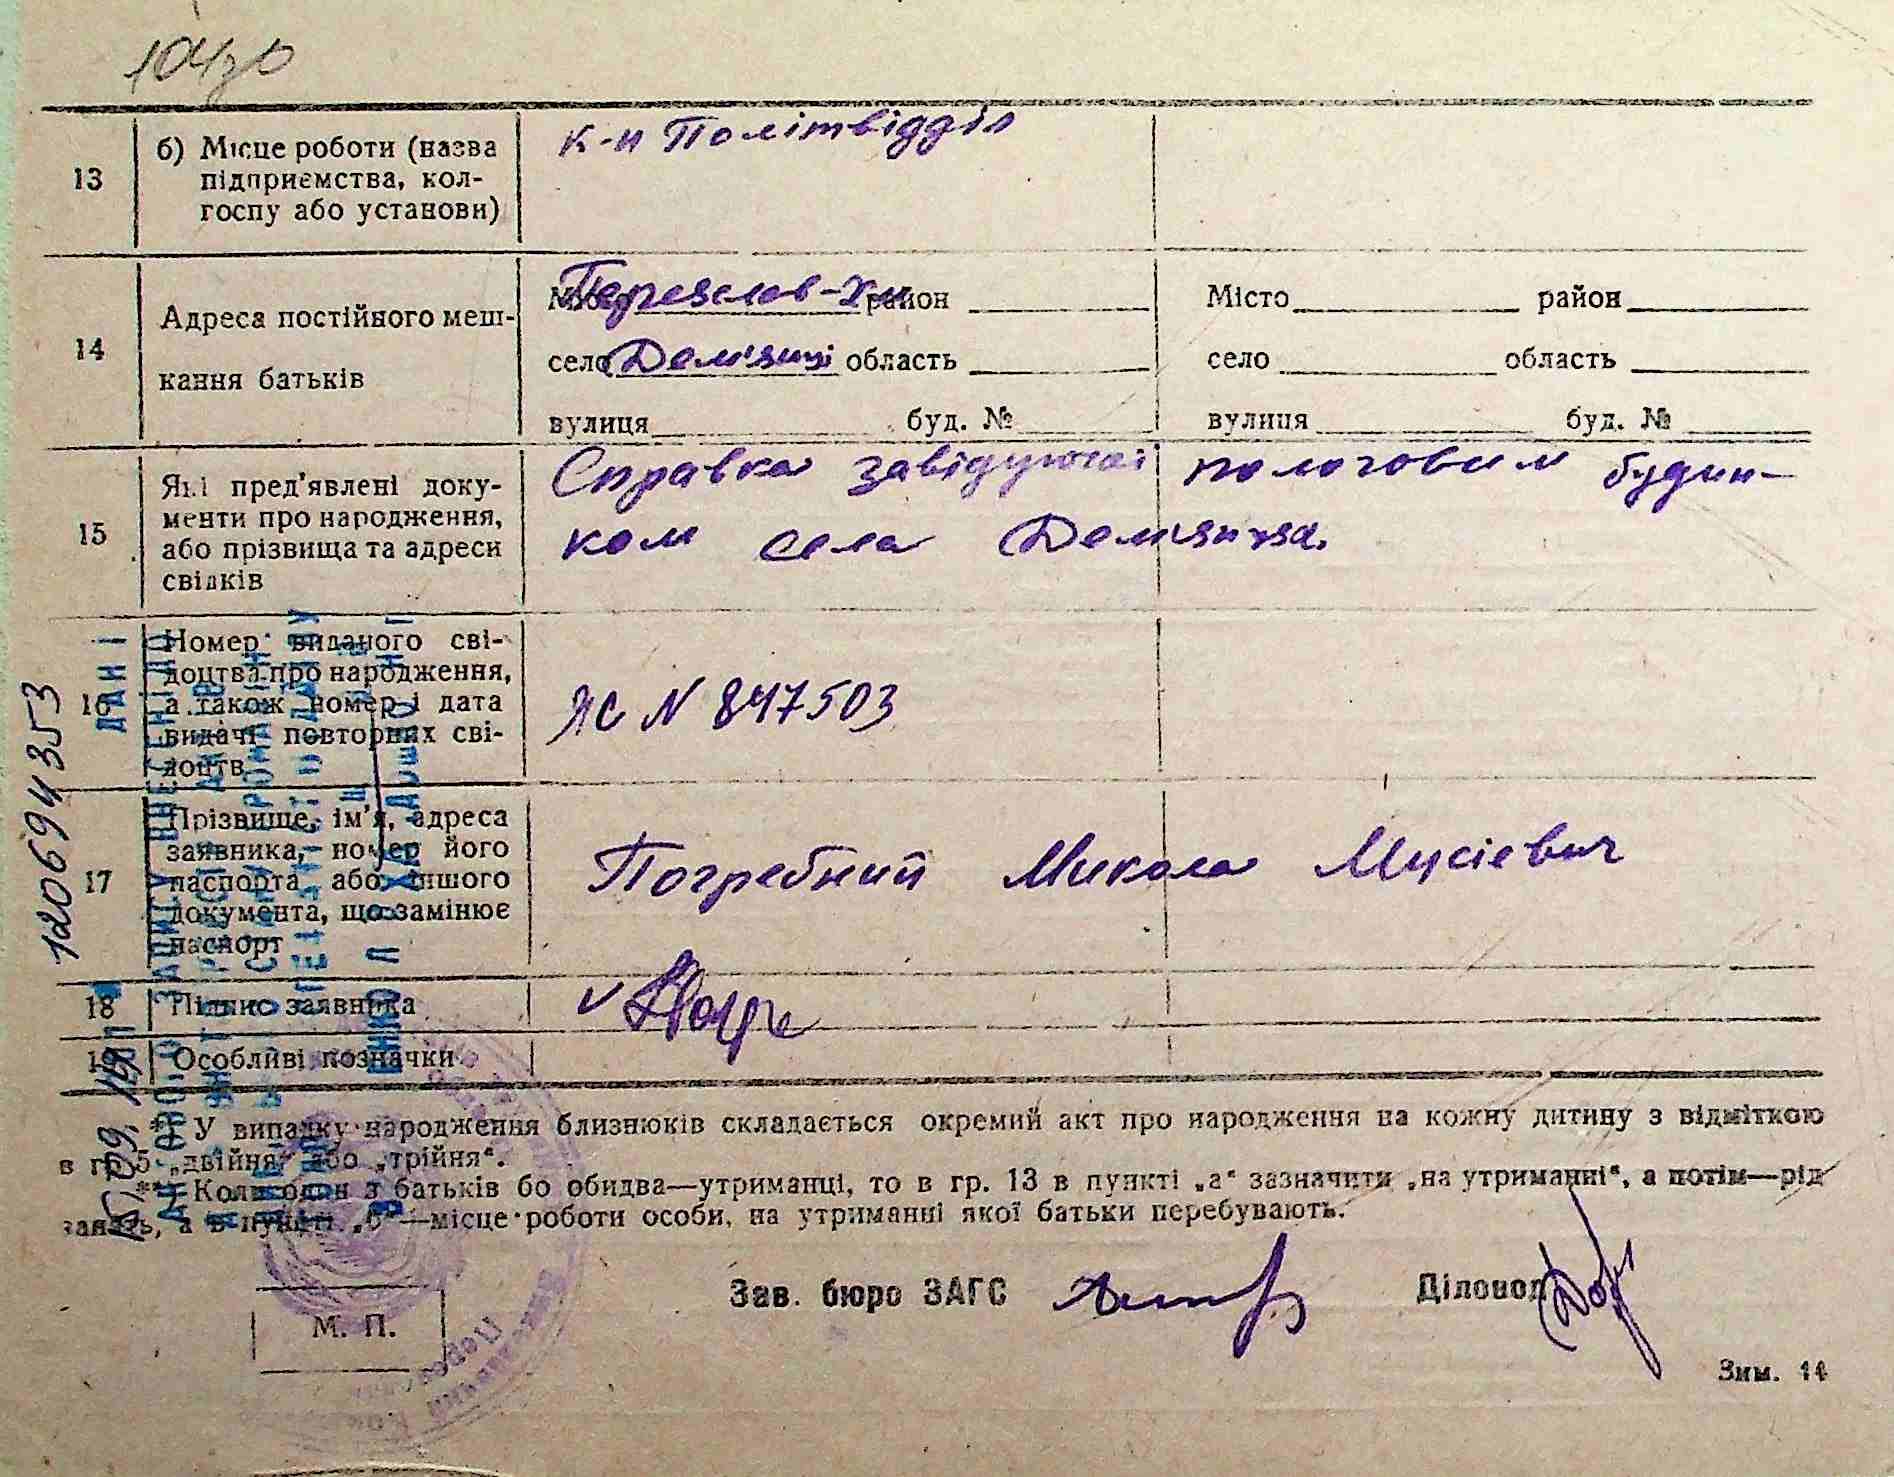 13
б) Місце роботи (назва
підприємства, кол-
госпу або установи)
к-п Політвідділ
14
Адреса постійного меш-
кання батьків
Місто Переяслав-Хм район
село Дем'янці область
вулиця буд. №
Місто район
село область
вулиця буд. №
15
Які пред'явлені доку-
менти про народження,
або прізвища та адреси
свідків
Справка завідуючої пологовим будин-
ком села Дем'янця.
16
Номер виданого сві-
доцтва про народження,
а також номер і дата
видачі повторних сві-
доцтв
ЯС N 847503
17
Прізвище, ім'я, адреса
заявника, номер його
паспорта або іншого
документа, що замінює
паспорт
Погребний Микола Мусієвич
18
Підпис заявника
19
Особливі позначки
* У випадку народження близнюків складається окремий акт про народження на кожну дитину з відміткою
в гр. 5 „двійня“ або „трійня“.
** Коли один з батьків бо обидва—утриманці, то в гр. 13 в пункті „а“ зазначити „на утриманні“, а потім—рід
занять, а в пункті „б“—місце роботи особи, на утриманні якої батьки перебувають.
Зав. бюро ЗАГС
Діловод
М. П.
Зим. 14
120694353